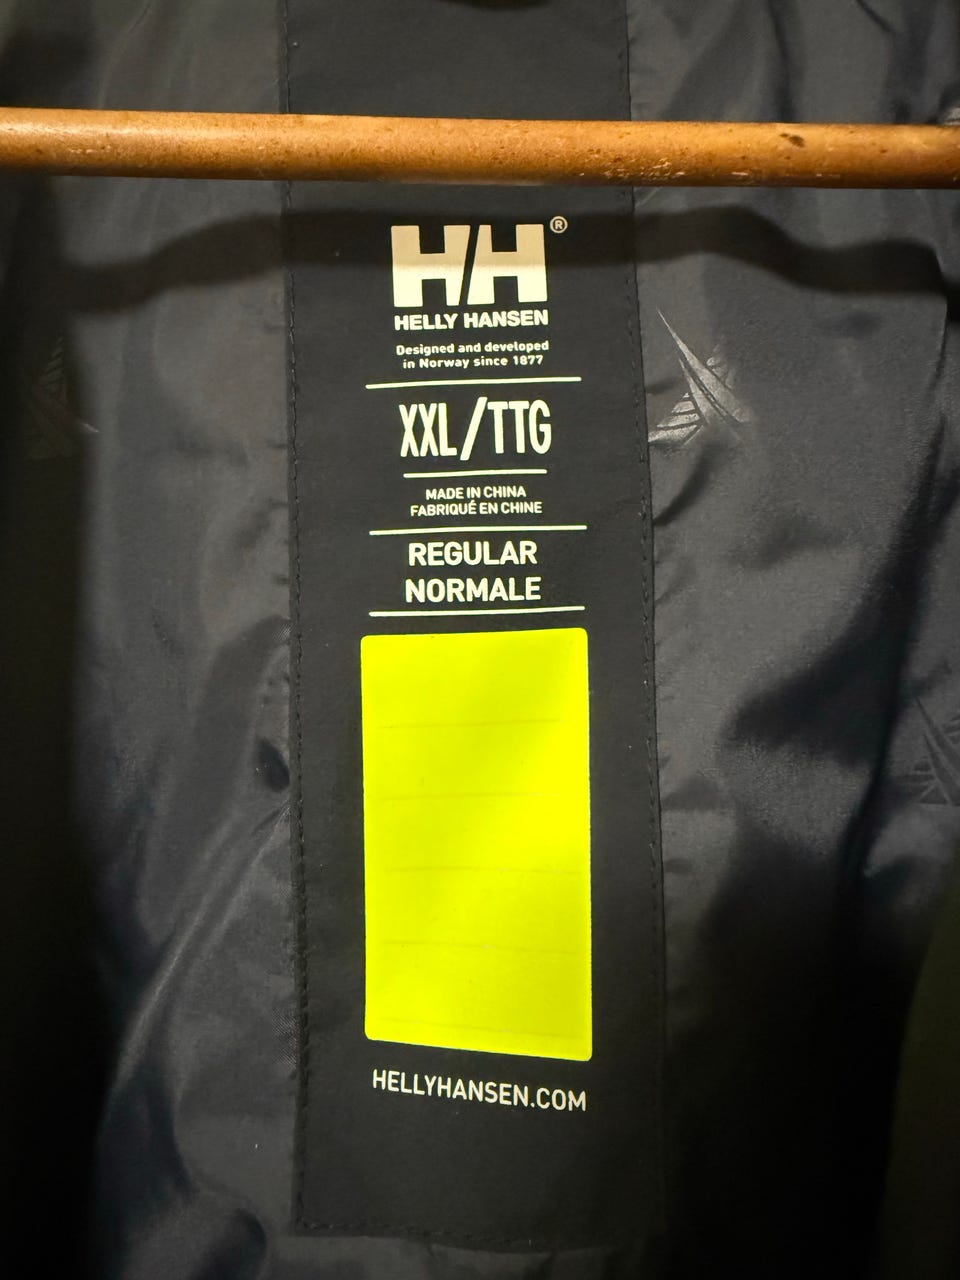 HH®
HELLY HANSEN
Designed and developed
in Norway since 1877
XXL/TTG
MADE IN CHINA
FABRIQUÉ EN CHINE
REGULAR
NORMALE
HELLYHANSEN.COM